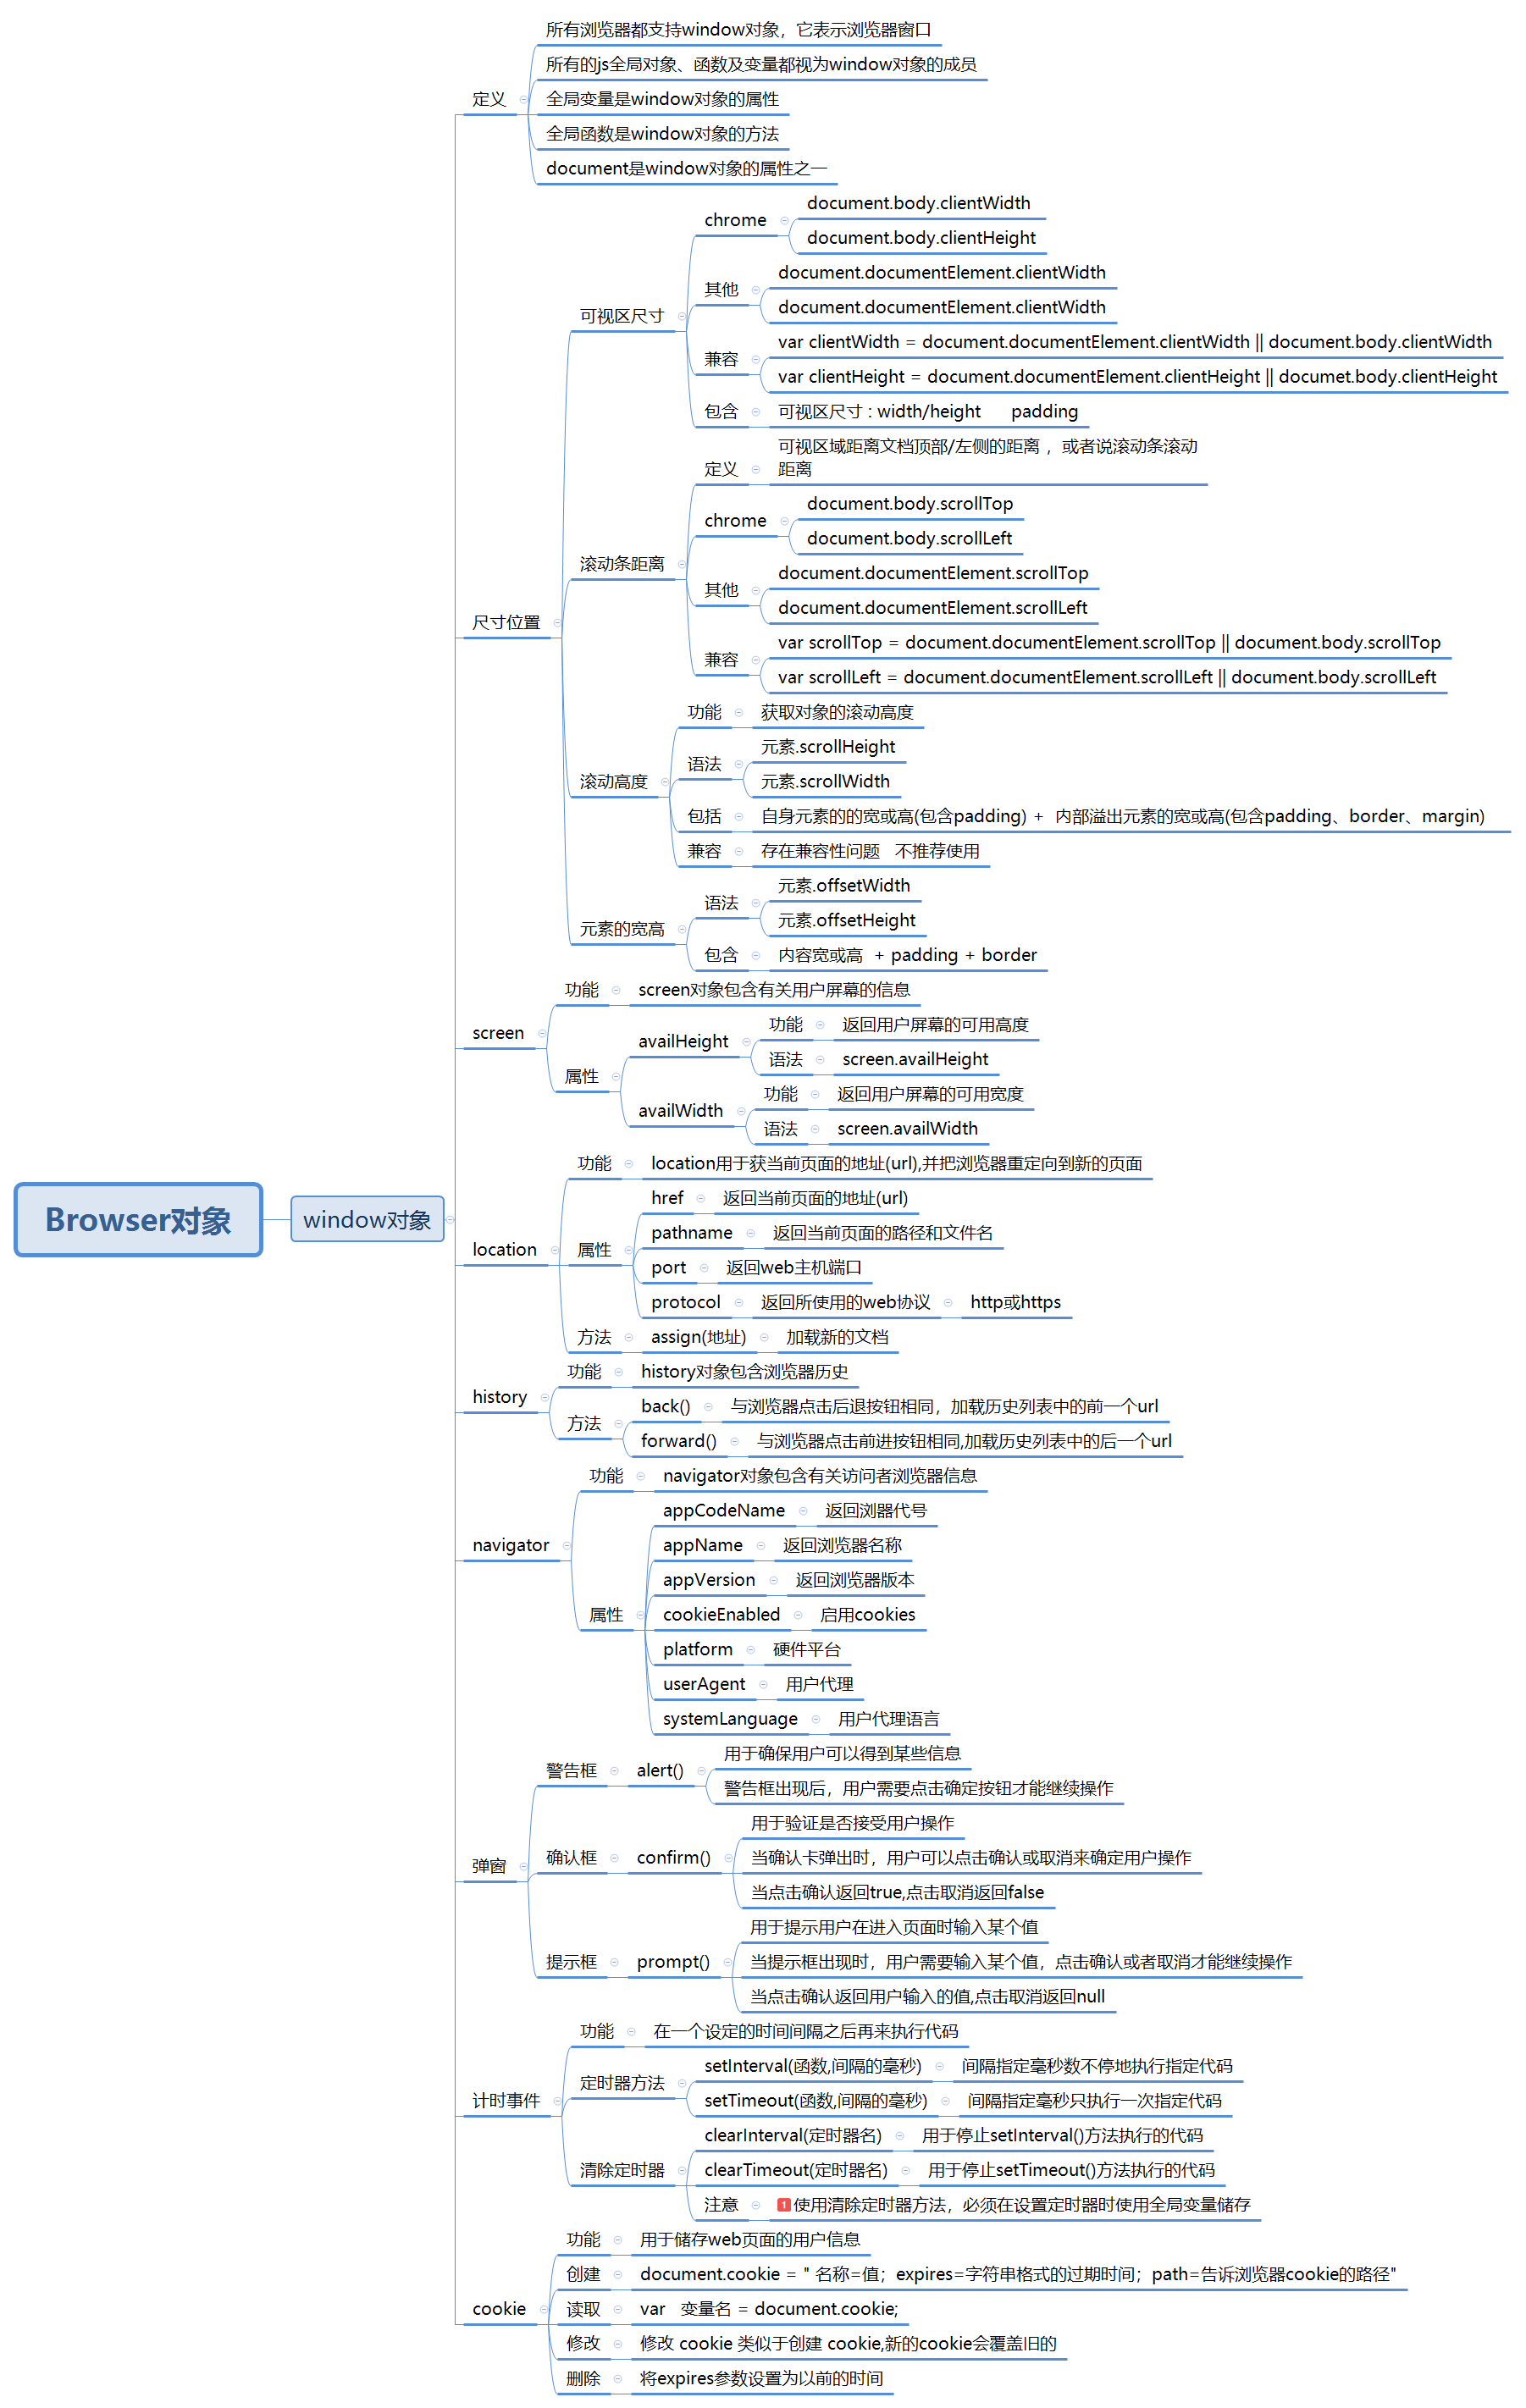 Browser对象
window对象
定义
所有浏览器都支持window对象，它表示浏览器窗口
所有的js全局对象、函数及变量都视为window对象的成员
全局变量是window对象的属性
全局函数是window对象的方法
document是window对象的属性之一
尺寸位置
可视区尺寸
chrome
document.body.clientWidth
document.body.clientHeight
其他
document.documentElement.clientWidth
document.documentElement.clientWidth
兼容
var clientWidth = document.documentElement.clientWidth || document.body.clientWidth
var clientHeight = document.documentElement.clientHeight || documet.body.clientHeight
包含
可视区尺寸 : width/height padding
滚动条距离
定义
可视区域距离文档顶部/左侧的距离 ，或者说滚动条滚动
距离
chrome
document.body.scrollTop
document.body.scrollLeft
其他
document.documentElement.scrollTop
document.documentElement.scrollLeft
兼容
var scrollTop = document.documentElement.scrollTop || document.body.scrollTop
var scrollLeft = document.documentElement.scrollLeft || document.body.scrollLeft
滚动高度
功能
获取对象的滚动高度
语法
元素.scrollHeight
元素.scrollWidth
包括
自身元素的的宽或高(包含padding) + 内部溢出元素的宽或高(包含padding、border、margin)
兼容
存在兼容性问题 不推荐使用
元素的宽高
语法
元素.offsetWidth
元素.offsetHeight
包含
内容宽或高 + padding + border
screen
功能
screen对象包含有关用户屏幕的信息
属性
availHeight
功能
返回用户屏幕的可用高度
语法
screen.availHeight
availWidth
功能
返回用户屏幕的可用宽度
语法
screen.availWidth
location
功能
location用于获当前页面的地址(url),并把浏览器重定向到新的页面
属性
href
返回当前页面的地址(url)
pathname
返回当前页面的路径和文件名
port
返回web主机端口
protocol
返回所使用的web协议
http或https
方法
assign(地址)
加载新的文档
history
功能
history对象包含浏览器历史
方法
back()
与浏览器点击后退按钮相同，加载历史列表中的前一个url
forward()
与浏览器点击前进按钮相同,加载历史列表中的后一个url
navigator
功能
navigator对象包含有关访问者浏览器信息
属性
appCodeName
返回浏器代号
appName
返回浏览器名称
appVersion
返回浏览器版本
cookieEnabled
启用cookies
platform
硬件平台
userAgent
用户代理
systemLanguage
用户代理语言
弹窗
警告框
alert()
用于确保用户可以得到某些信息
警告框出现后，用户需要点击确定按钮才能继续操作
确认框
confirm()
用于验证是否接受用户操作
当确认卡弹出时，用户可以点击确认或取消来确定用户操作
当点击确认返回true,点击取消返回false
提示框
prompt()
用于提示用户在进入页面时输入某个值
当提示框出现时，用户需要输入某个值，点击确认或者取消才能继续操作
当点击确认返回用户输入的值,点击取消返回null
计时事件
功能
在一个设定的时间间隔之后再来执行代码
定时器方法
setInterval(函数,间隔的毫秒)
间隔指定毫秒数不停地执行指定代码
setTimeout(函数,间隔的毫秒)
间隔指定毫秒只执行一次指定代码
清除定时器
clearInterval(定时器名)
用于停止setInterval()方法执行的代码
clearTimeout(定时器名)
用于停止setTimeout()方法执行的代码
注意
1 使用清除定时器方法，必须在设置定时器时使用全局变量储存
cookie
功能
用于储存web页面的用户信息
创建
document.cookie = " 名称=值；expires=字符串格式的过期时间；path=告诉浏览器cookie的路径"
读取
var 变量名 = document.cookie;
修改
修改 cookie 类似于创建 cookie,新的cookie会覆盖旧的
删除
将expires参数设置为以前的时间